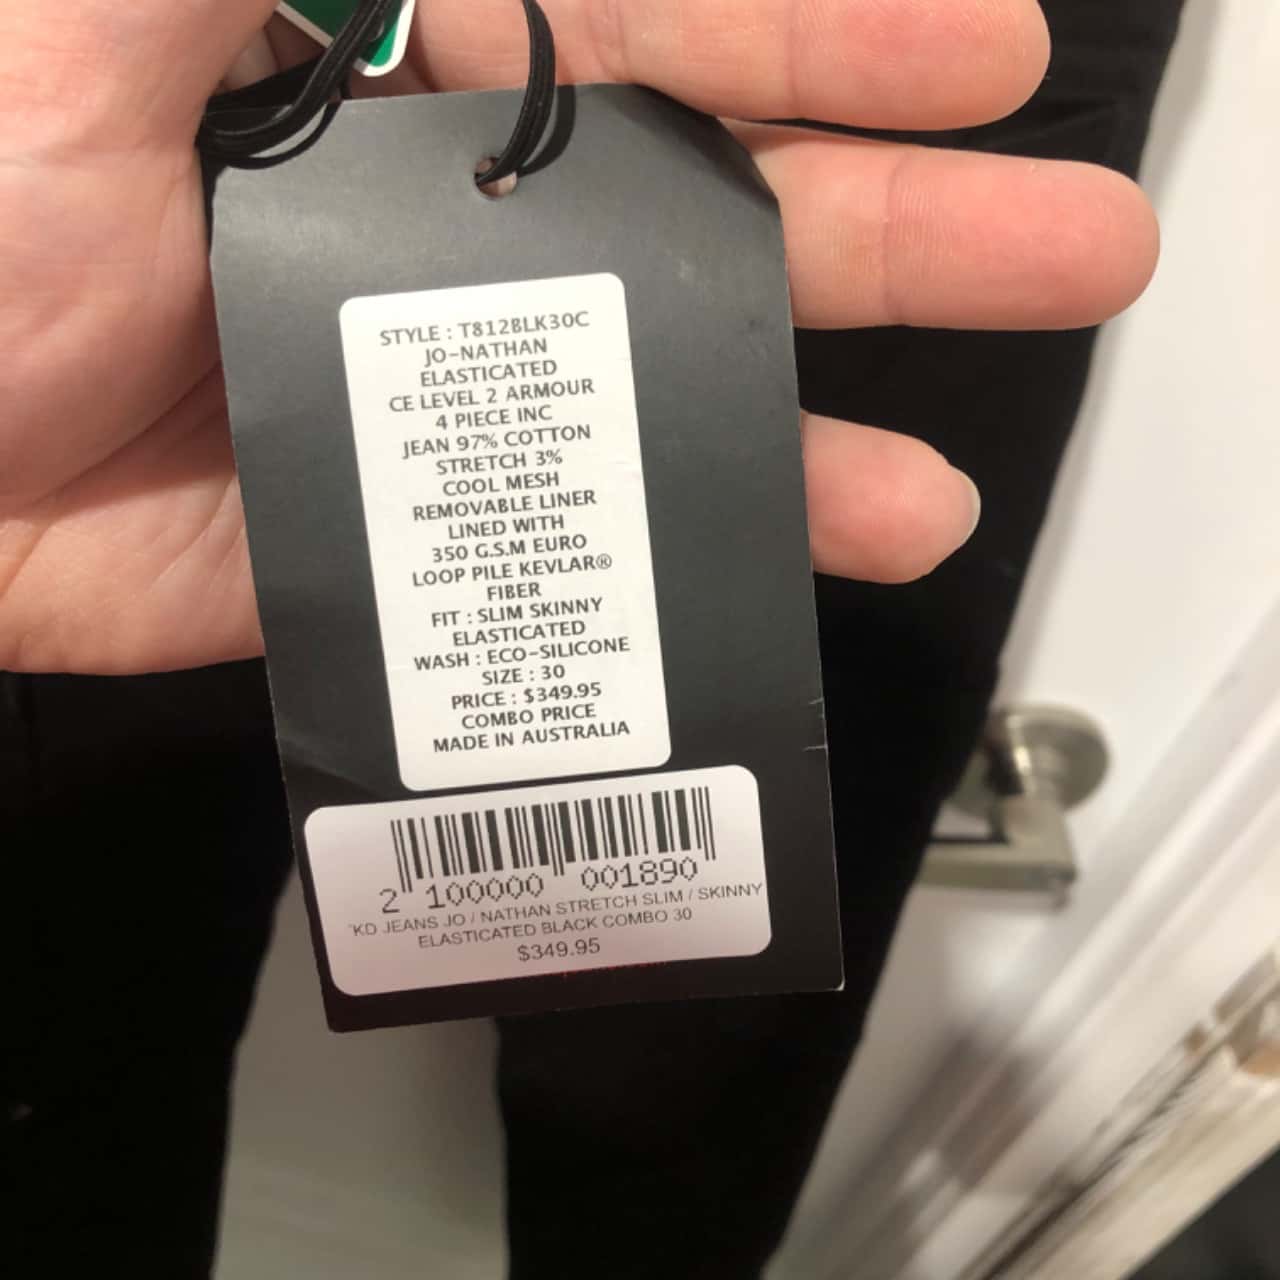 STYLE : T812BLK30C
JO-NATHAN
ELASTICATED
CE LEVEL 2 ARMOUR
4 PIECE INC
JEAN 97% COTTON
STRETCH 3%
COOL MESH
REMOVABLE LINER
LINED WITH
350 G.S.M EURO
LOOP PILE KEVLAR®
FIBER
FIT : SLIM SKINNY
ELASTICATED
WASH : ECO-SILICONE
SIZE : 30
PRICE : $349.95
COMBO PRICE
MADE IN AUSTRALIA
2 100000 001890
KD JEANS JO / NATHAN STRETCH SLIM / SKINNY
ELASTICATED BLACK COMBO 30
$349.95